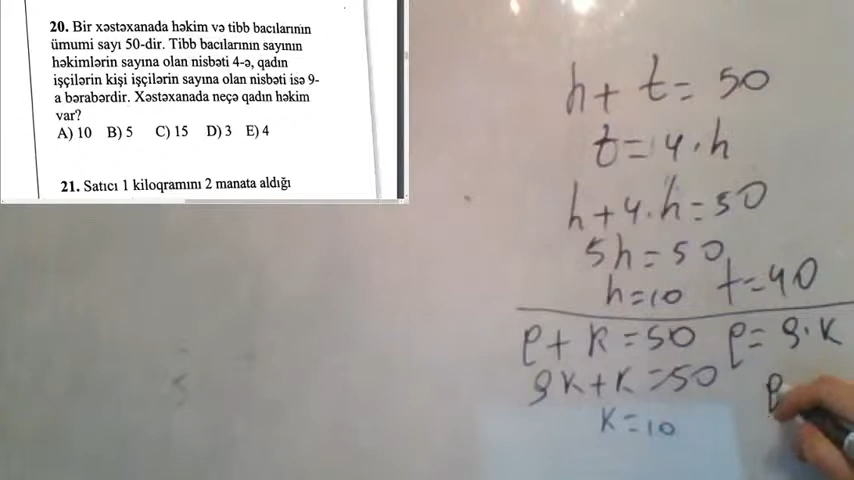 20. Bir xəstəxanada həkim və tibb bacılarının
ümumi sayı 50-dir. Tibb bacılarının sayının
həkimlərin sayına olan nisbəti 4-ə, qadın
işçilərin kişi işçilərin sayına olan nisbəti isə 9-
a bərabərdir. Xəstəxanada neçə qadın həkim
var?
A) 10 B) 5 C) 15 D) 3 E) 4
21. Satıcı 1 kiloqramını 2 manata aldığı
h + t = 50
t = 4 · h
h + 4 · h = 50
5h = 50
h = 10 t = 40
q + k = 50 q = 9 · k
9k + k = 50
k = 10